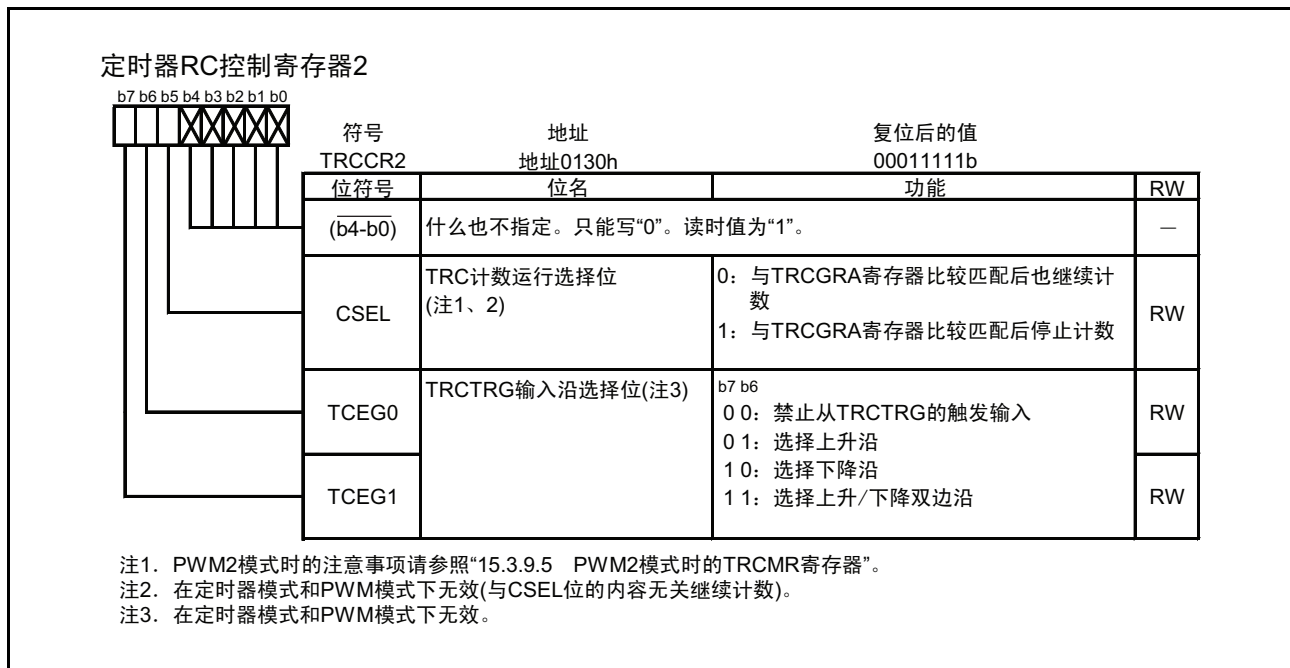 定时器RC控制寄存器2
b7 b6 b5 b4 b3 b2 b1 b0
符号 地址 复位后的值
TRCCR2 地址0130h 00011111b
位符号 位名 功能 RW
(b4-b0) 什么也不指定。只能写“0”。读时值为“1”。 —
CSEL
TRC计数运行选择位
(注1、2)
0：与TRCGRA寄存器比较匹配后也继续计
数
1：与TRCGRA寄存器比较匹配后停止计数
RW
TCEG0
TRCTRG输入沿选择位(注3)
b7 b6
0 0：禁止从TRCTRG的触发输入
0 1：选择上升沿
1 0：选择下降沿
1 1：选择上升/下降双边沿
RW
TCEG1
RW
注1．PWM2模式时的注意事项请参照“15.3.9.5 PWM2模式时的TRCMR寄存器”。
注2．在定时器模式和PWM模式下无效(与CSEL位的内容无关继续计数)。
注3．在定时器模式和PWM模式下无效。